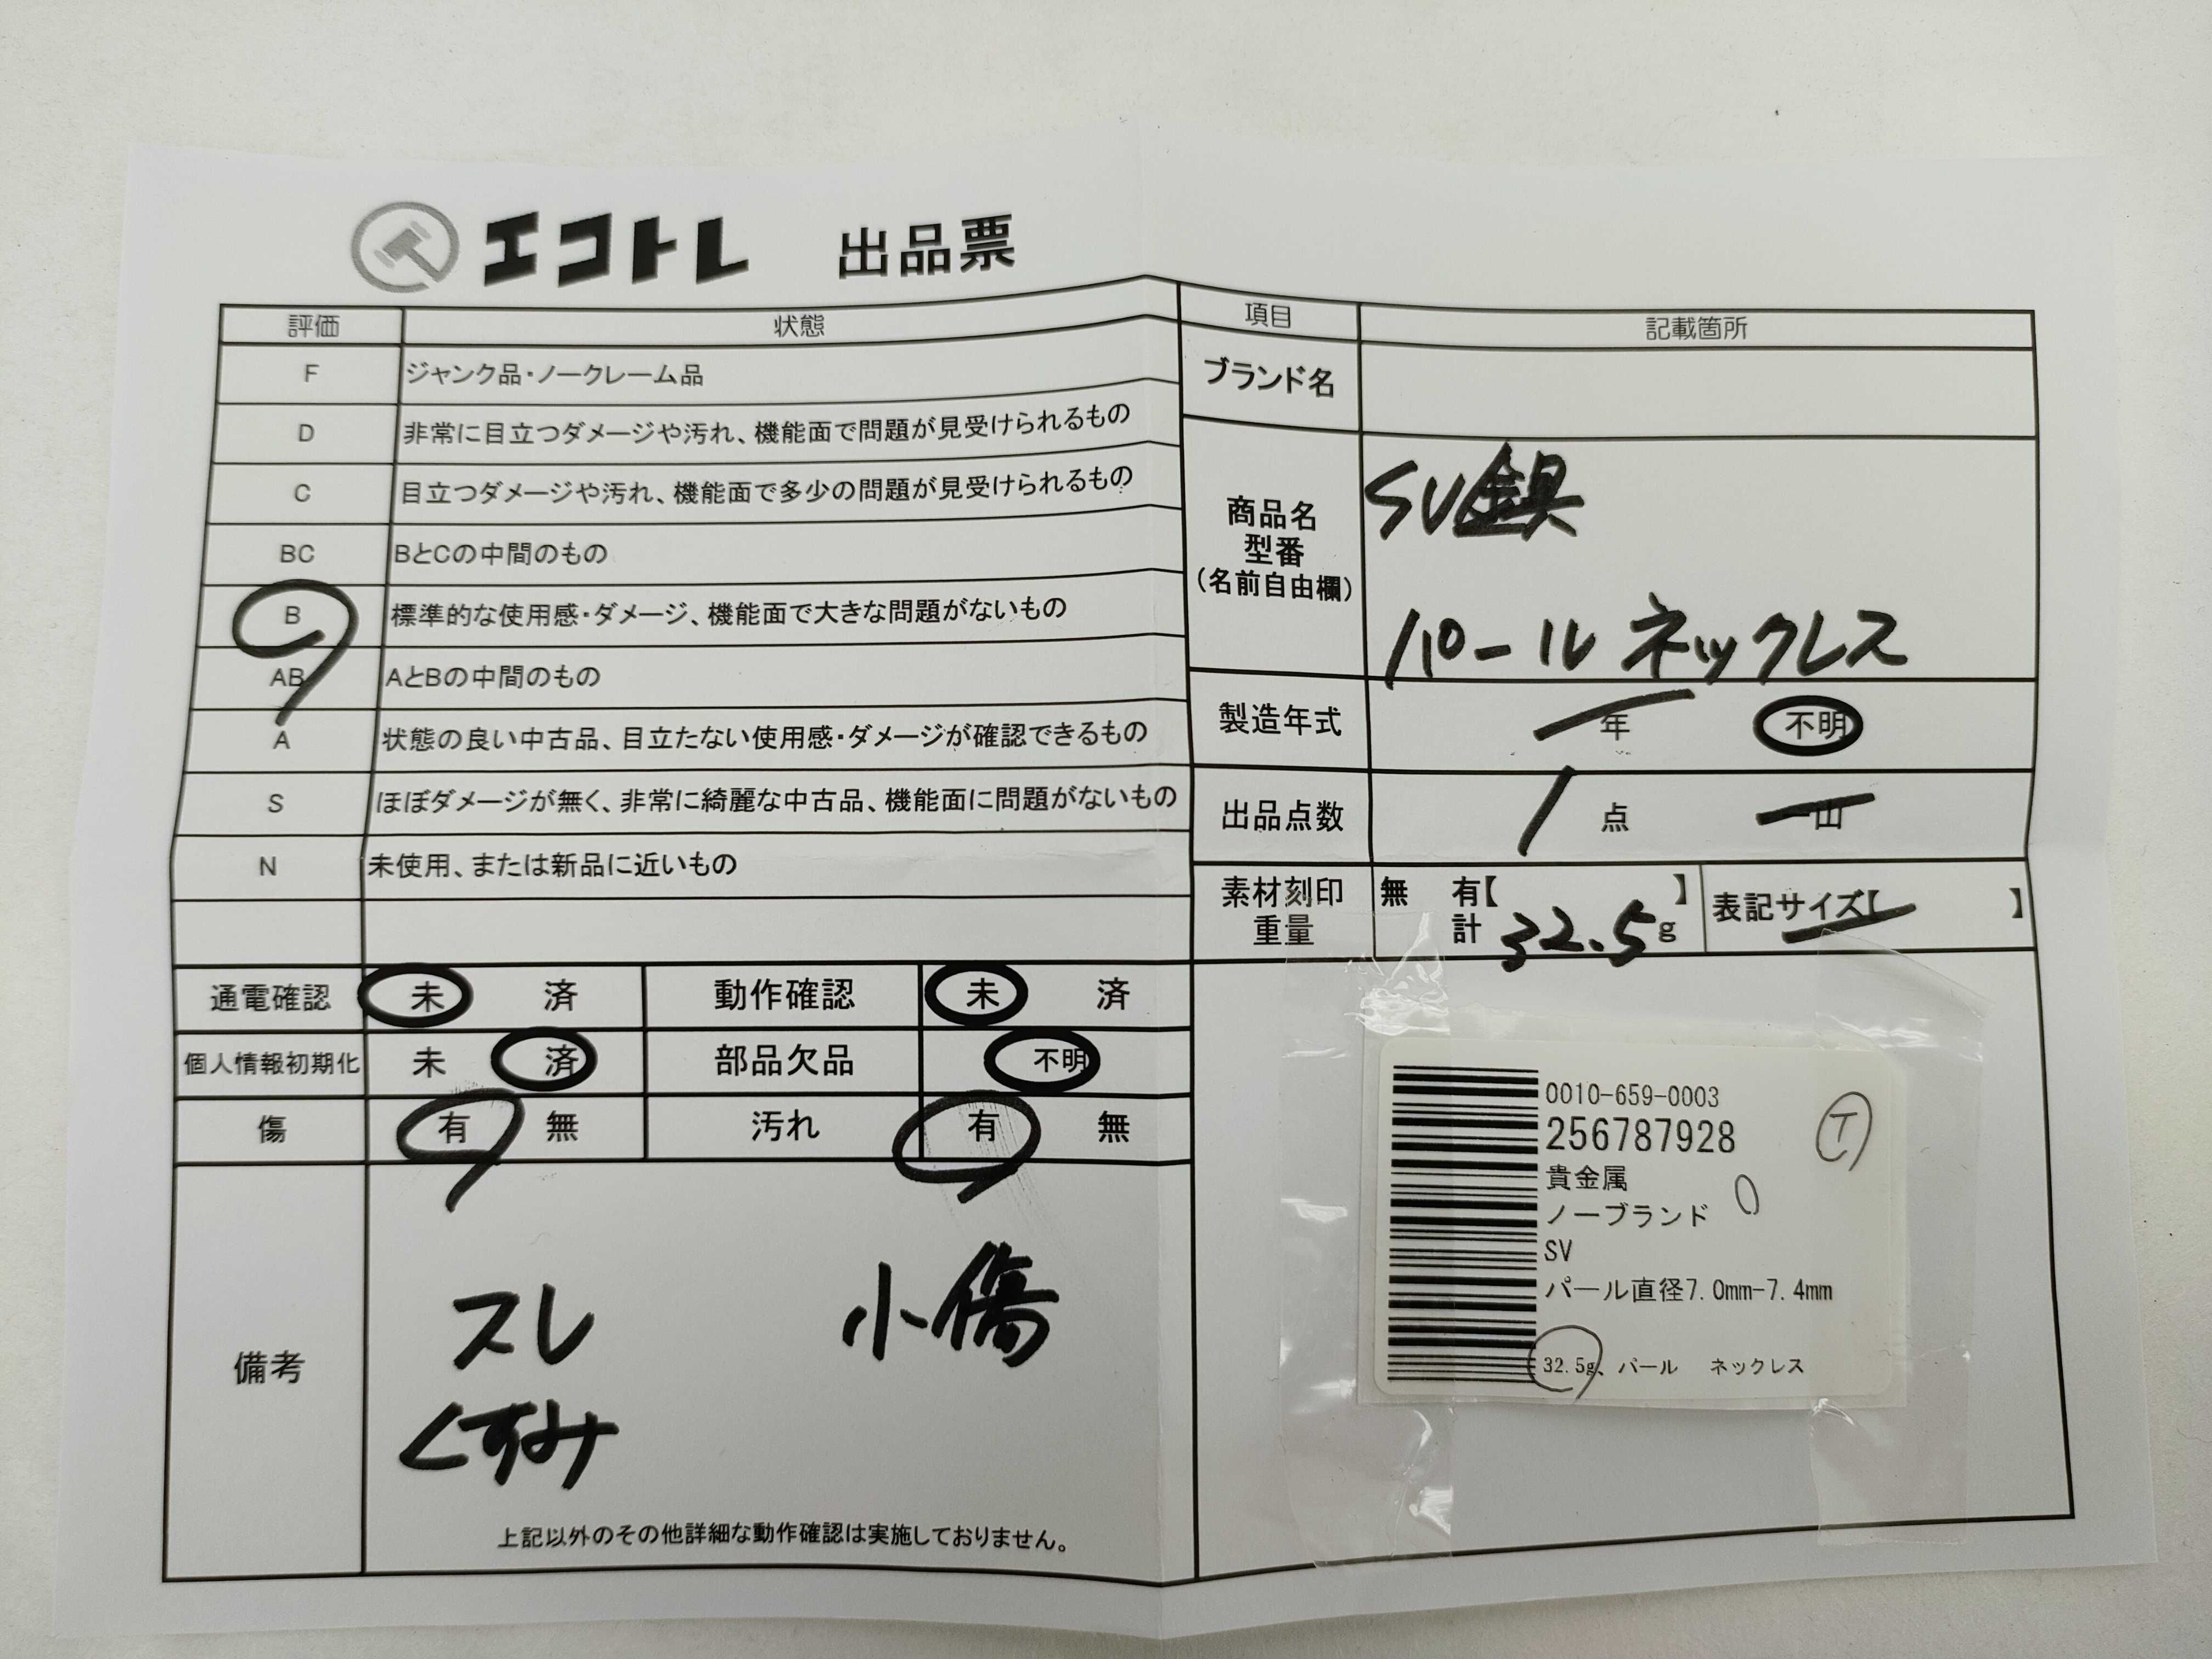 エコトレ 出品票
評価 状態
F ジャンク品・ノークレーム品
D 非常に目立つダメージや汚れ、機能面で問題が見受けられるもの
C 目立つダメージや汚れ、機能面で多少の問題が見受けられるもの
BC BとCの中間のもの
B 標準的な使用感・ダメージ、機能面で大きな問題がないもの
AB AとBの中間のもの
A 状態の良い中古品、目立たない使用感・ダメージが確認できるもの
S ほぼダメージが無く、非常に綺麗な中古品、機能面に問題がないもの
N 未使用、または新品に近いもの
通電確認 未 済 動作確認 未 済
個人情報初期化 未 済 部品欠品 不明
傷 有 無 汚れ 有 無
備考
スレ 小傷
くすみ
上記以外のその他詳細な動作確認は実施しておりません。
項目 記載箇所
ブランド名
商品名
型番
(名前自由欄)
SV金具
パールネックレス
製造年式 年 不明
出品点数 1 点 一山
素材刻印 無 有【 】 表記サイズ【 】
重量 計 32.5 g
0010-659-0003
256787928
T
貴金属
ノーブランド
SV
パール直径7.0mm-7.4mm
32.5g、パール ネックレス